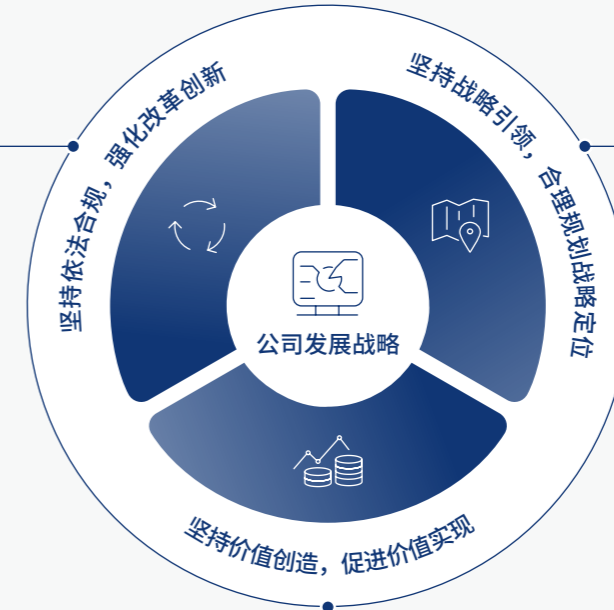 坚持依法合规，强化改革创新
坚持战略引领，合理规划战略定位
公司发展战略
坚持价值创造，促进价值实现